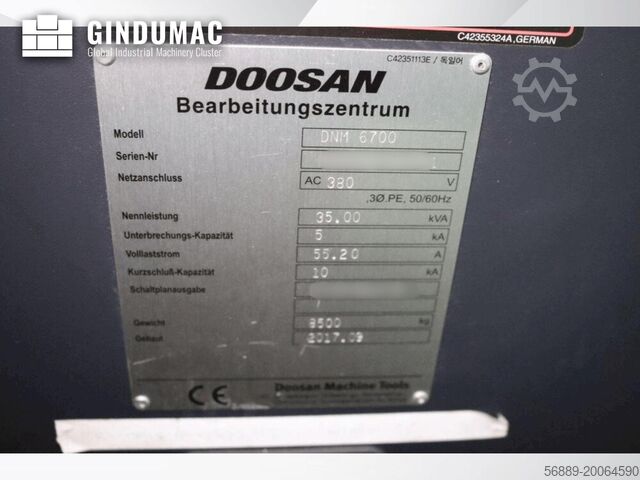 GINDUMAC
Global Industrial Machinery Cluster
C42355324A,GERMAN
C42351113E / 독일어
DOOSAN
Bearbeitungszentrum
Modell DNM 6700
Serien-Nr 1
Netzanschluss AC 380 V
,3Ø.PE, 50/60Hz
Nennleistung 35.00 kVA
Unterbrechungs-Kapazität 5 kA
Volllaststrom 55.20 A
Kurzschluß-Kapazität 10 kA
Schaltplanausgabe
Gewicht 8500 kg
Gebaut 2017.09
CE Doosan Machine Tools
56889-20064590